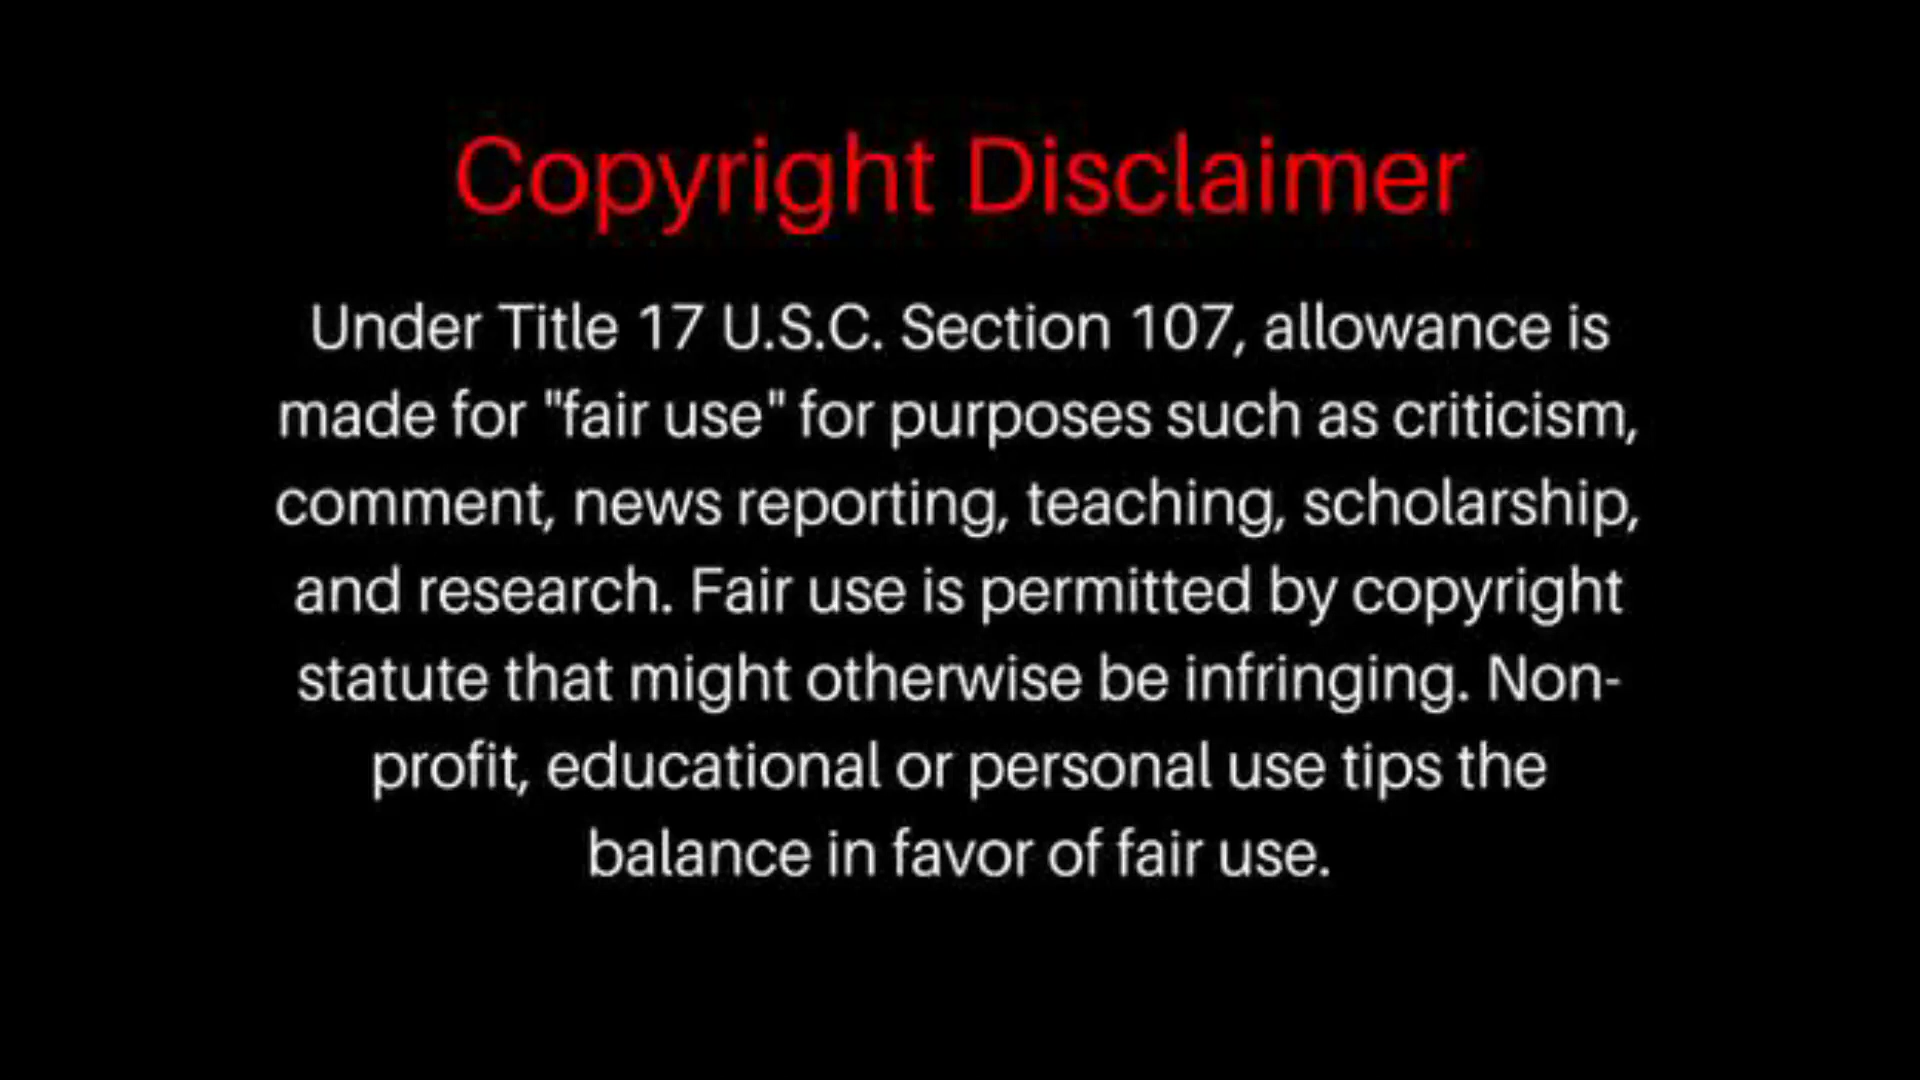 Copyright Disclaimer
Under Title 17 U.S.C. Section 107, allowance is
made for "fair use" for purposes such as criticism,
comment, news reporting, teaching, scholarship,
and research. Fair use is permitted by copyright
statute that might otherwise be infringing. Non-
profit, educational or personal use tips the
balance in favor of fair use.